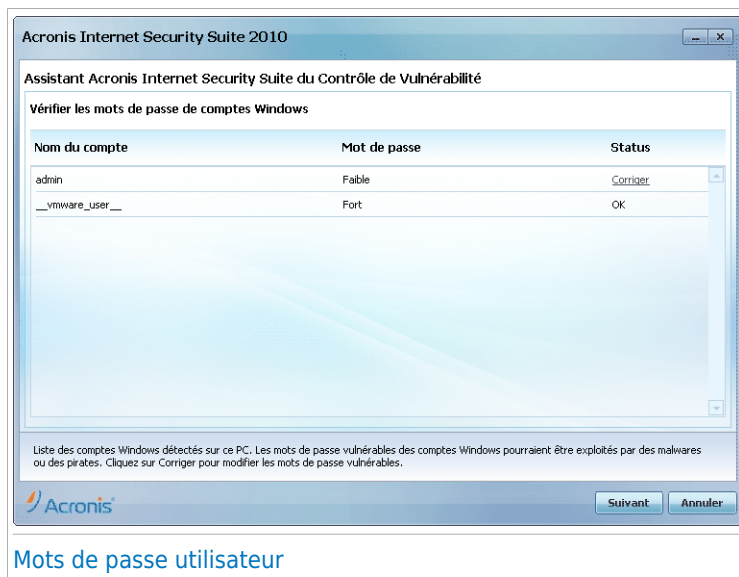 Acronis Internet Security Suite 2010
Assistant Acronis Internet Security Suite du Contrôle de Vulnérabilité
Vérifier les mots de passe de comptes Windows
Nom du compte Mot de passe Status
admin Faible Corriger
__vmware_user__ Fort OK
Liste des comptes Windows détectés sur ce PC. Les mots de passe vulnérables des comptes Windows pourraient être exploités par des malwares
ou des pirates. Cliquez sur Corriger pour modifier les mots de passe vulnérables.
Acronis Suivant Annuler
Mots de passe utilisateur